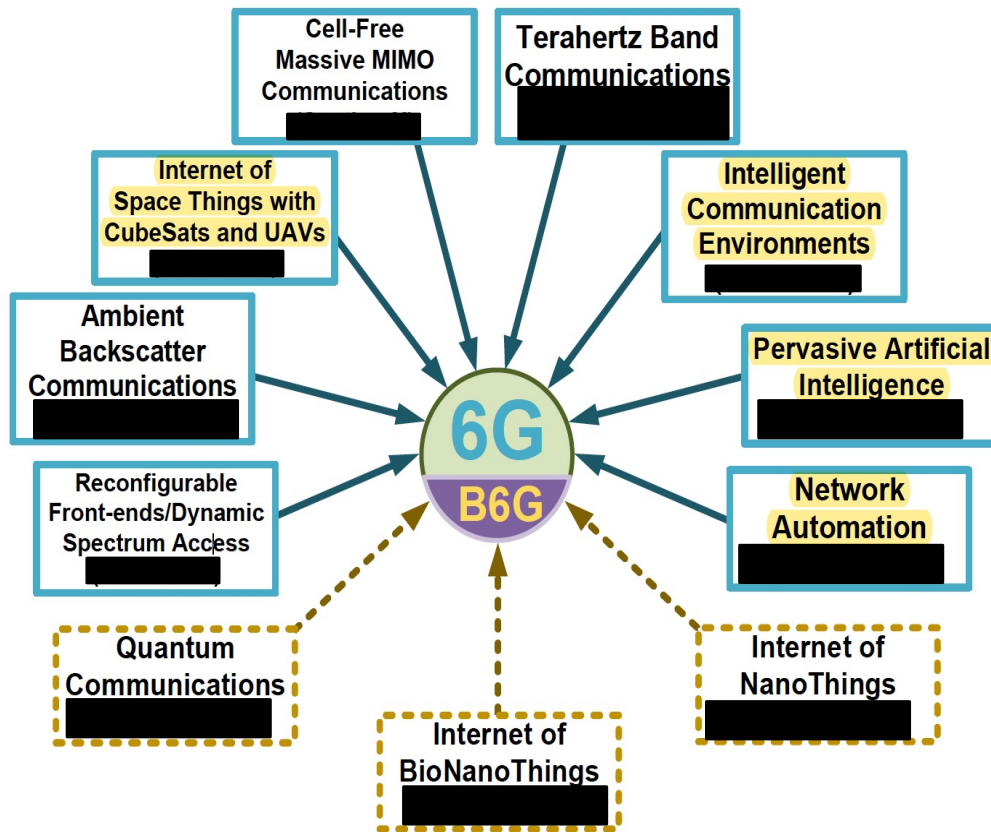 Cell-Free
Massive MIMO
Communications
Terahertz Band
Communications
Internet of
Space Things with
CubeSats and UAVs
Intelligent
Communication
Environments
Ambient
Backscatter
Communications
Pervasive Artificial
Intelligence
6G
B6G
Reconfigurable
Front-ends/Dynamic
Spectrum Access
Network
Automation
Quantum
Communications
Internet of
NanoThings
Internet of
BioNanoThings